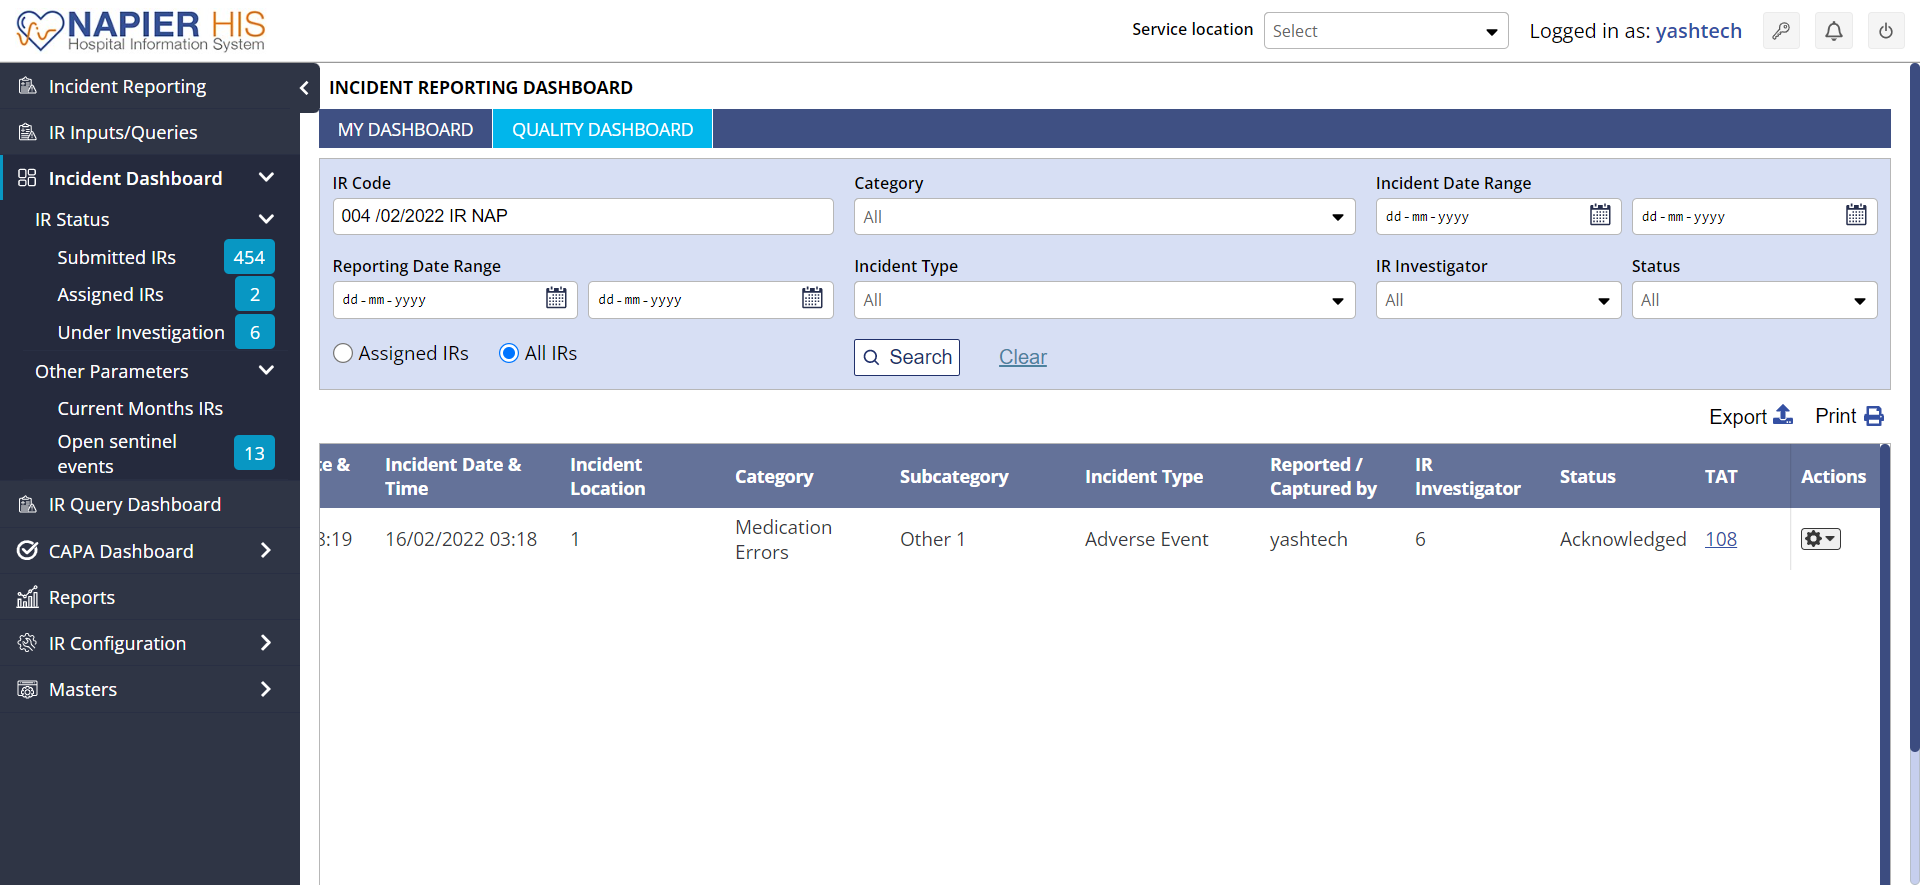 NAPIER HIS
Hospital Information System
Service location
Select
Logged in as: yashtech
Incident Reporting
IR Inputs/Queries
Incident Dashboard
IR Status
Submitted IRs 454
Assigned IRs 2
Under Investigation 6
Other Parameters
Current Months IRs
Open sentinel
events
13
IR Query Dashboard
CAPA Dashboard
Reports
IR Configuration
Masters
INCIDENT REPORTING DASHBOARD
MY DASHBOARD QUALITY DASHBOARD
IR Code Category Incident Date Range
004 /02/2022 IR NAP All dd-mm-yyyy dd-mm-yyyy
Reporting Date Range Incident Type IR Investigator Status
dd-mm-yyyy dd-mm-yyyy All All All
Assigned IRs All IRs Search Clear
Export Print
te & Incident Date & Time Incident Location Category Subcategory Incident Type Reported / Captured by IR Investigator Status TAT Actions
3:19 16/02/2022 03:18 1 Medication Errors Other 1 Adverse Event yashtech 6 Acknowledged 108